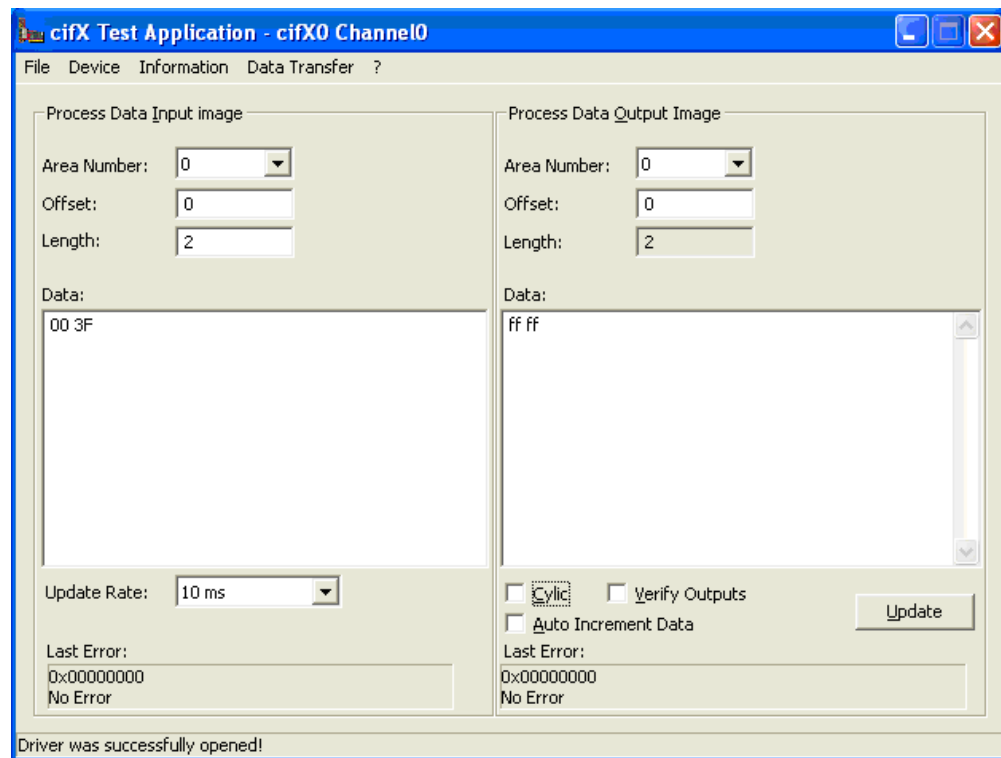 cifX Test Application - cifX0 Channel0
File Device Information Data Transfer ?
Process Data Input image
Area Number: 0
Offset: 0
Length: 2
Data:
00 3F
Update Rate: 10 ms
Last Error:
0x00000000
No Error
Process Data Output Image
Area Number: 0
Offset: 0
Length: 2
Data:
ff ff
Cylic Verify Outputs
Auto Increment Data
Update
Last Error:
0x00000000
No Error
Driver was successfully opened!